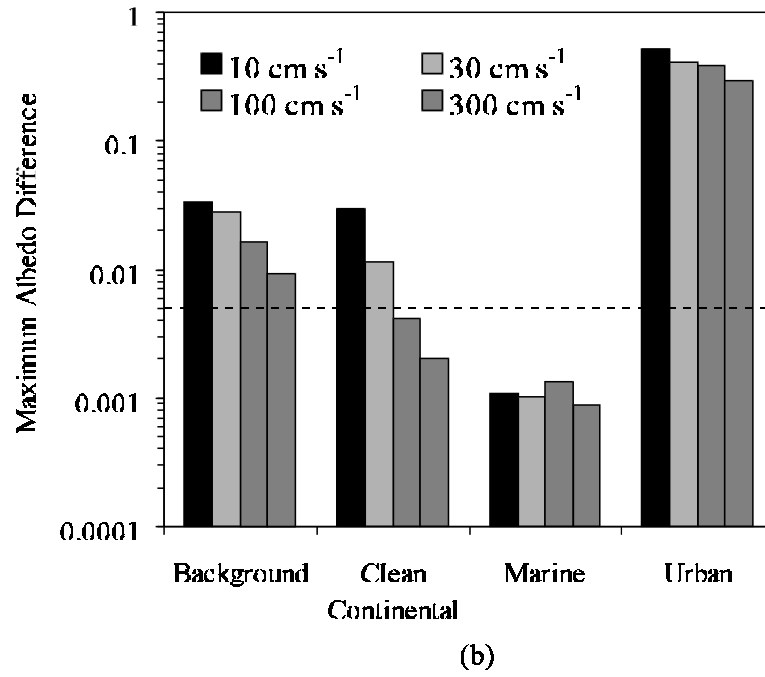 1
10 cm s-1 30 cm s-1
100 cm s-1 300 cm s-1
0.1
0.01
0.001
0.0001
Maximum Albedo Difference
Background Clean Marine Urban
Continental
(b)